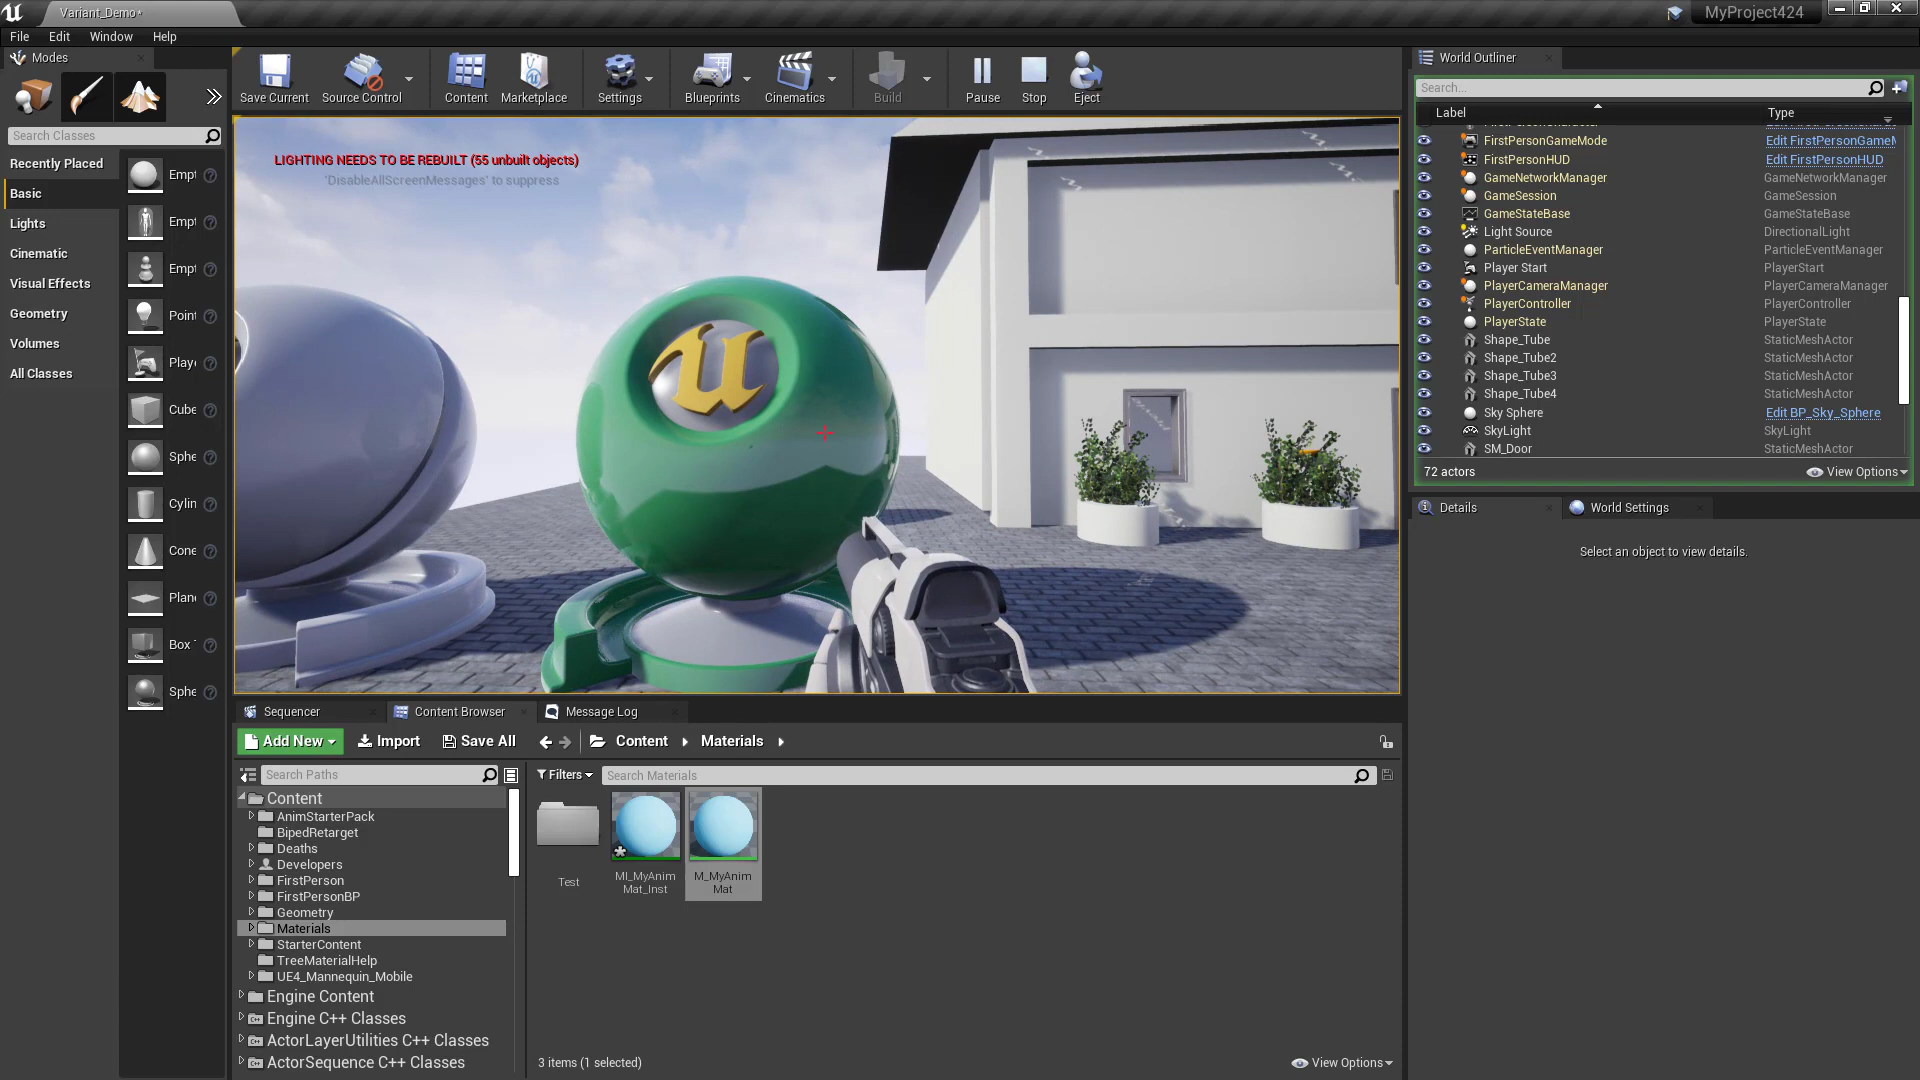 Variant_Demo*
MyProject424
File Edit Window Help
Modes
Search Classes
Recently Placed
Basic
Lights
Cinematic
Visual Effects
Geometry
Volumes
All Classes
Empt
Empt
Empt
Point
Playe
Cube
Sphe
Cylin
Cone
Plane
Box T
Sphe
Save Current
Source Control
Content
Marketplace
Settings
Blueprints
Cinematics
Build
Pause
Stop
Eject
LIGHTING NEEDS TO BE REBUILT (55 unbuilt objects)
'DisableAllScreenMessages' to suppress
Sequencer
Content Browser
Message Log
Add New
Import
Save All
Content
Materials
Search Paths
Filters
Search Materials
Content
AnimStarterPack
BipedRetarget
Deaths
Developers
FirstPerson
FirstPersonBP
Geometry
Materials
StarterContent
TreeMaterialHelp
UE4_Mannequin_Mobile
Engine Content
Engine C++ Classes
ActorLayerUtilities C++ Classes
ActorSequence C++ Classes
Test
MI_MyAnim
Mat_Inst
M_MyAnim
Mat
3 items (1 selected)
View Options
World Outliner
Search...
Label Type
FirstPersonGameMode Edit FirstPersonGameM
FirstPersonHUD Edit FirstPersonHUD
GameNetworkManager GameNetworkManager
GameSession GameSession
GameStateBase GameStateBase
Light Source DirectionalLight
ParticleEventManager ParticleEventManager
Player Start PlayerStart
PlayerCameraManager PlayerCameraManager
PlayerController PlayerController
PlayerState PlayerState
Shape_Tube StaticMeshActor
Shape_Tube2 StaticMeshActor
Shape_Tube3 StaticMeshActor
Shape_Tube4 StaticMeshActor
Sky Sphere Edit BP_Sky_Sphere
SkyLight SkyLight
SM_Door StaticMeshActor
72 actors
View Options
Details
World Settings
Select an object to view details.